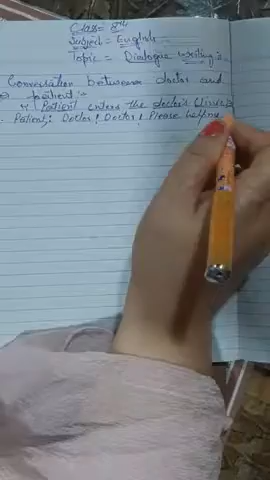 Class = 8th
Subject = English
Topic = Dialogue writing :-
Conversation between doctor and
patient :-
* Patient enters the doctor's clinic
Patient : Doctor, Doctor, Please help me